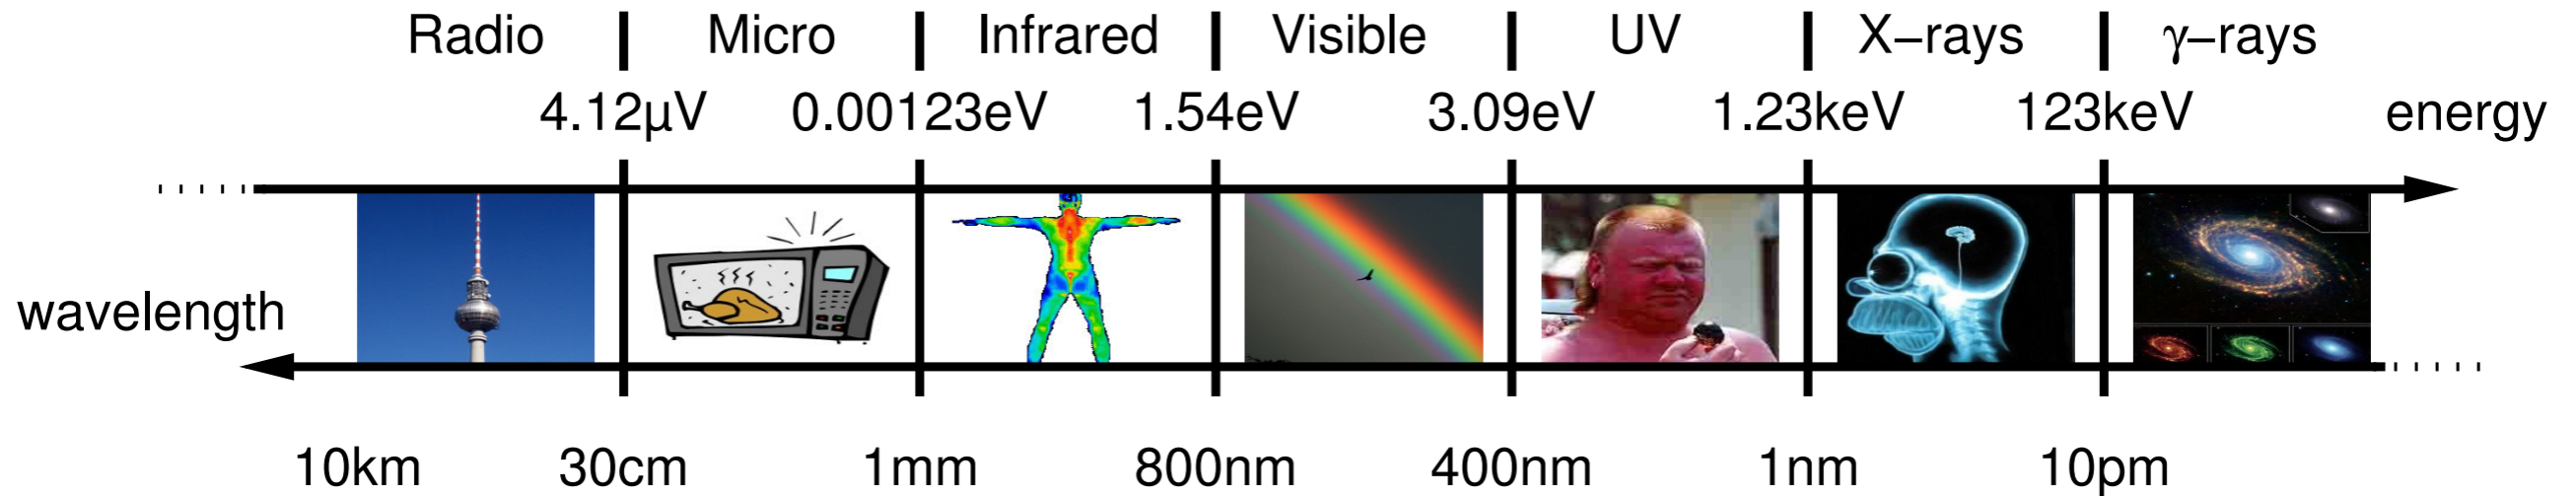 Radio Micro Infrared Visible UV X–rays γ–rays
4.12µV 0.00123eV 1.54eV 3.09eV 1.23keV 123keV energy
wavelength
10km 30cm 1mm 800nm 400nm 1nm 10pm